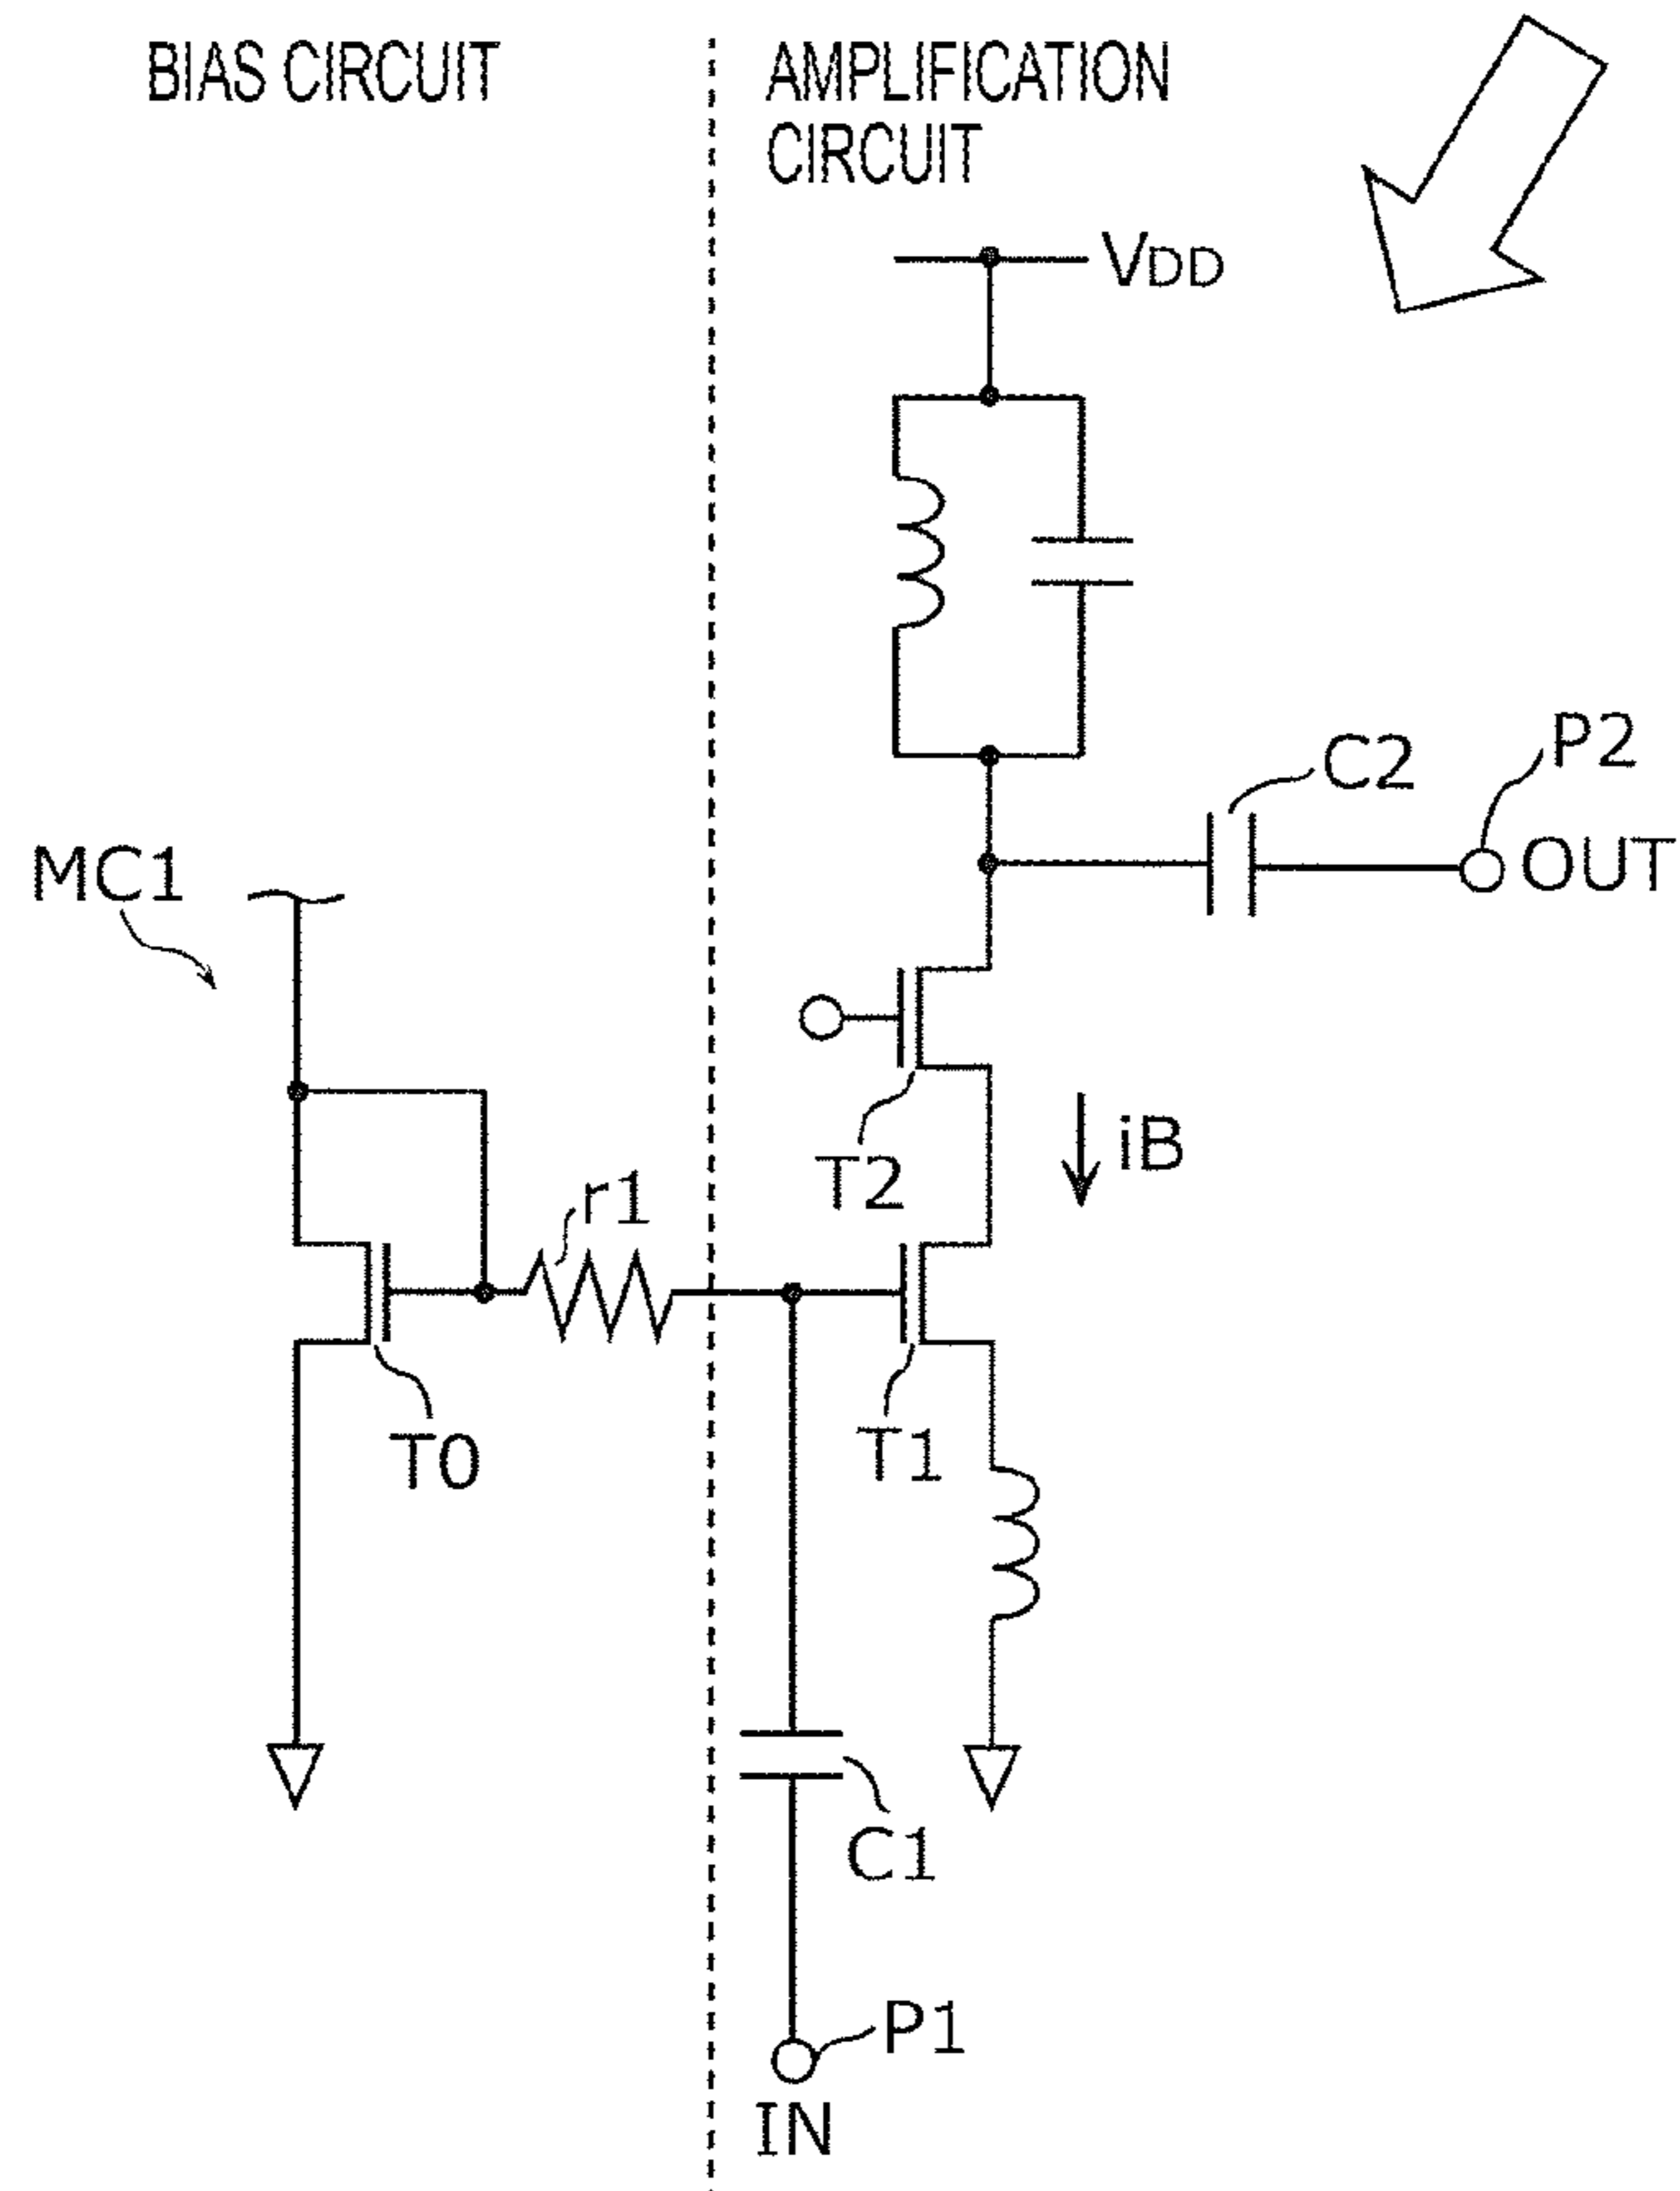 BIAS CIRCUIT
AMPLIFICATION
CIRCUIT
VDD
C2
P2
OUT
MC1
T2
iB
r1
T0
T1
C1
P1
IN